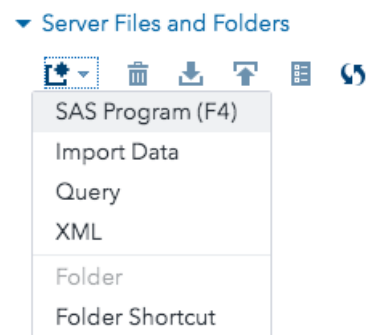 Server Files and Folders
SAS Program (F4)
Import Data
Query
XML
Folder
Folder Shortcut